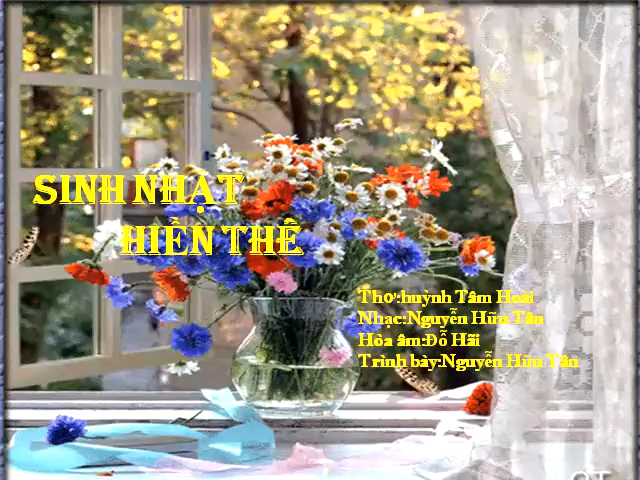 SINH NHẬT
HIỀN THÊ
Thơ:huỳnh Tâm Hoài
Nhạc:Nguyễn Hữu Tân
Hòa âm:Đỗ Hãi
Trình bày:Nguyễn Hữu Tân